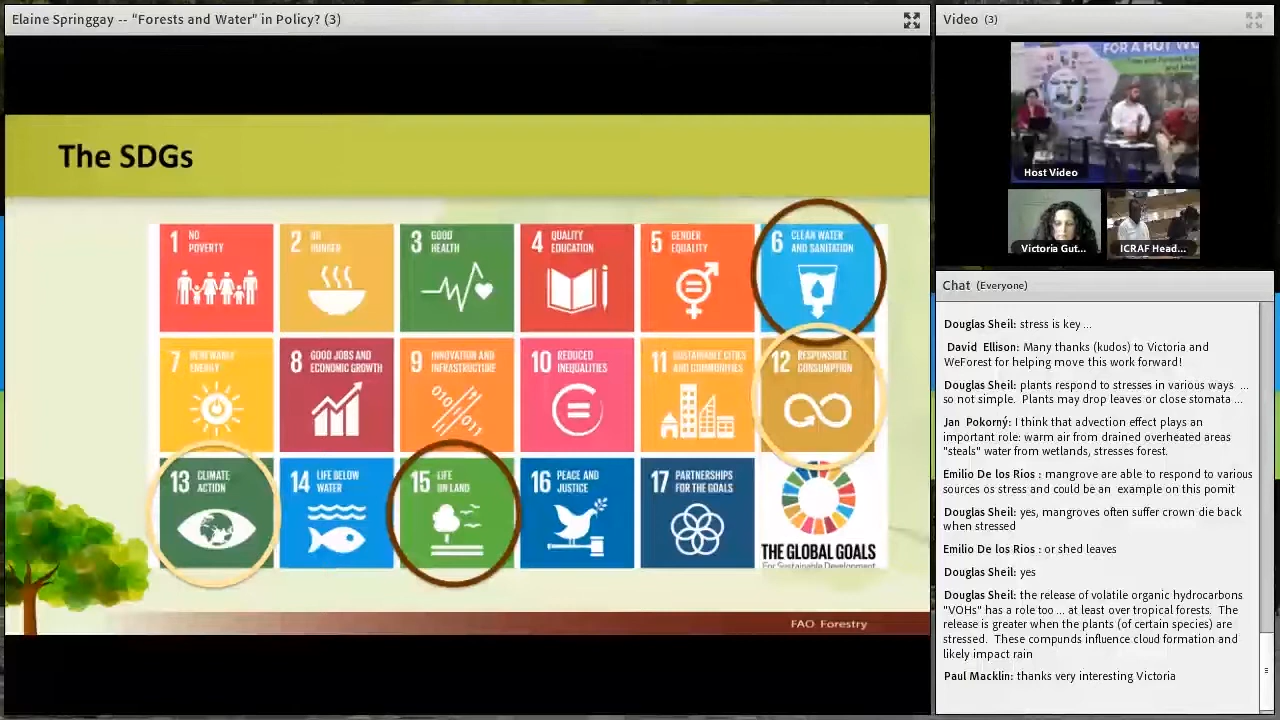 Elaine Springgay -- "Forests and Water" in Policy? (3)
The SDGs
1 NO
POVERTY
2 NO
HUNGER
3 GOOD
HEALTH
4 QUALITY
EDUCATION
5 GENDER
EQUALITY
6 CLEAN WATER
AND SANITATION
7 RENEWABLE
ENERGY
8 GOOD JOBS AND
ECONOMIC GROWTH
9 INNOVATION AND
INFRASTRUCTURE
010
011
10 REDUCED
INEQUALITIES
11 SUSTAINABLE CITIES
AND COMMUNITIES
12 RESPONSIBLE
CONSUMPTION
13 CLIMATE
ACTION
14 LIFE BELOW
WATER
15 LIFE
ON LAND
16 PEACE AND
JUSTICE
17 PARTNERSHIPS
FOR THE GOALS
THE GLOBAL GOALS
For Sustainable Development
FAO Forestry
Video (3)
FOR A HOT
Host Video
Victoria Gut...
ICRAF Head...
Chat (Everyone)
Douglas Sheil: stress is key ...
David Ellison: Many thanks (kudos) to Victoria and
WeForest for helping move this work forward!
Douglas Sheil: plants respond to stresses in various ways ...
so not simple. Plants may drop leaves or close stomata ...
Jan Pokorný: I think that advection effect plays an
important role: warm air from drained overheated areas
"steals" water from wetlands, stresses forest.
Emilio De los Rios : mangrove are able to respond to various
sources os stress and could be an example on this pomit
Douglas Sheil: yes, mangroves often suffer crown die back
when stressed
Emilio De los Rios : or shed leaves
Douglas Sheil: yes
Douglas Sheil: the release of volatile organic hydrocarbons
"VOHs" has a role too ... at least over tropical forests. The
release is greater when the plants (of certain species) are
stressed. These compunds influence cloud formation and
likely impact rain
Paul Macklin: thanks very interesting Victoria